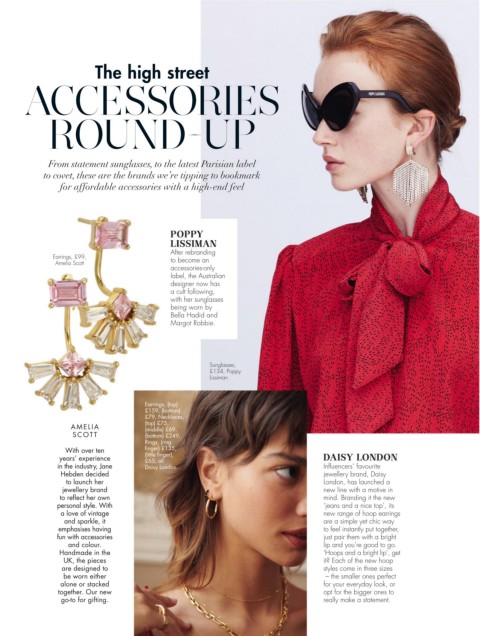 The high street
ACCESSORIES
ROUND-UP
From statement sunglasses, to the latest Parisian label
to covet, these are the brands we're tipping to bookmark
for affordable accessories with a high-end feel
POPPY
LISSIMAN
After rebranding
to become an
accessories-only
label, the Australian
designer now has
a cult following,
with her sunglasses
being worn by
Bella Hadid and
Margot Robbie.
Earrings, £99,
Amelia Scott
Sunglasses,
£134, Poppy
Lissiman
AMELIA
SCOTT
With over ten
years' experience
in the industry, Jane
Hebden decided
to launch her
jewellery brand
to reflect her own
personal style. With
a love of vintage
and sparkle, it
emphasises having
fun with accessories
and colour.
Handmade in the
UK, the pieces
are designed to
be worn either
alone or stacked
together. Our new
go-to for gifting.
Earrings, (top)
£159, (bottom)
£79, Necklaces,
(top) £75,
(middle) £69,
(bottom) £249,
Rings, (ring
finger) £135,
(little finger),
£65, all
Daisy London
DAISY LONDON
Influencers' favourite
jewellery brand, Daisy
London, has launched a
new line with a motive in
mind. Branding it the new
'jeans and a nice top', its
new range of hoop earrings
are a simple yet chic way
to feel instantly put together,
just pair them with a bright
lip and you're good to go.
'Hoops and a bright lip', get
it? Each of the new hoop
styles come in three sizes
– the smaller ones perfect
for your everyday look, or
opt for the bigger ones to
really make a statement.